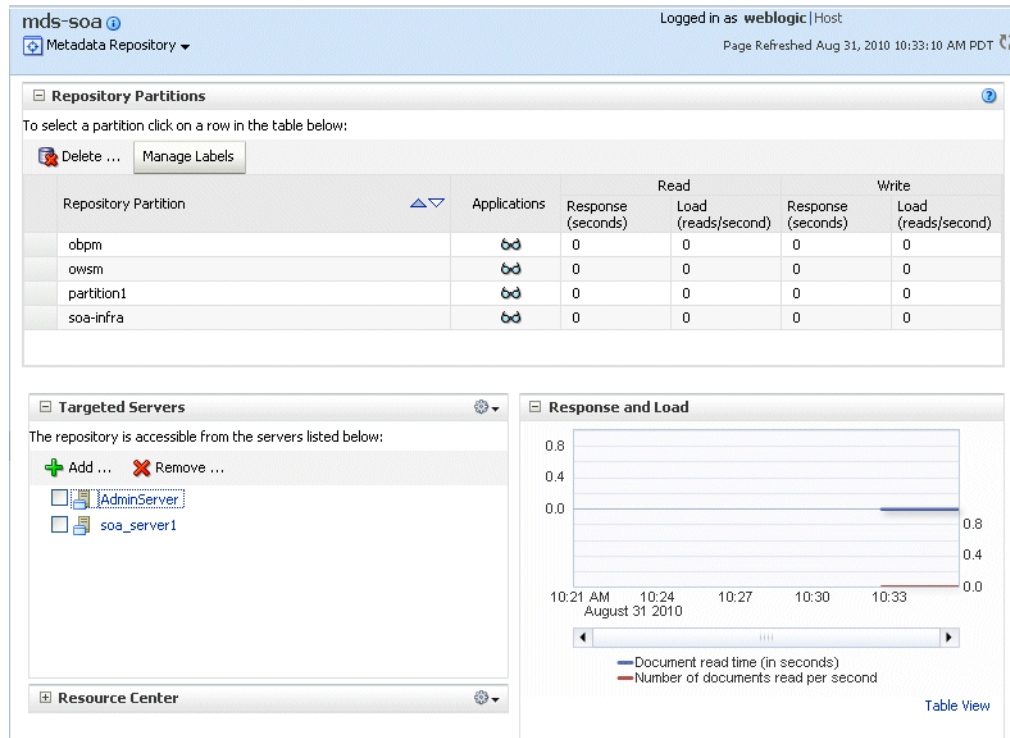 mds-soa
Logged in as weblogic|Host
Metadata Repository
Page Refreshed Aug 31, 2010 10:33:10 AM PDT
Repository Partitions
To select a partition click on a row in the table below:
Delete ... Manage Labels
Read Write
Repository Partition Applications Response (seconds) Load (reads/second) Response (seconds) Load (reads/second)
obpm 0 0 0 0
owsm 0 0 0 0
partition1 0 0 0 0
soa-infra 0 0 0 0
Targeted Servers
The repository is accessible from the servers listed below:
Add ... Remove ...
AdminServer
soa_server1
Resource Center
Response and Load
0.8
0.4
0.0
0.8
0.4
0.0
10:21 AM 10:24 10:27 10:30 10:33
August 31 2010
Document read time (in seconds)
Number of documents read per second
Table View